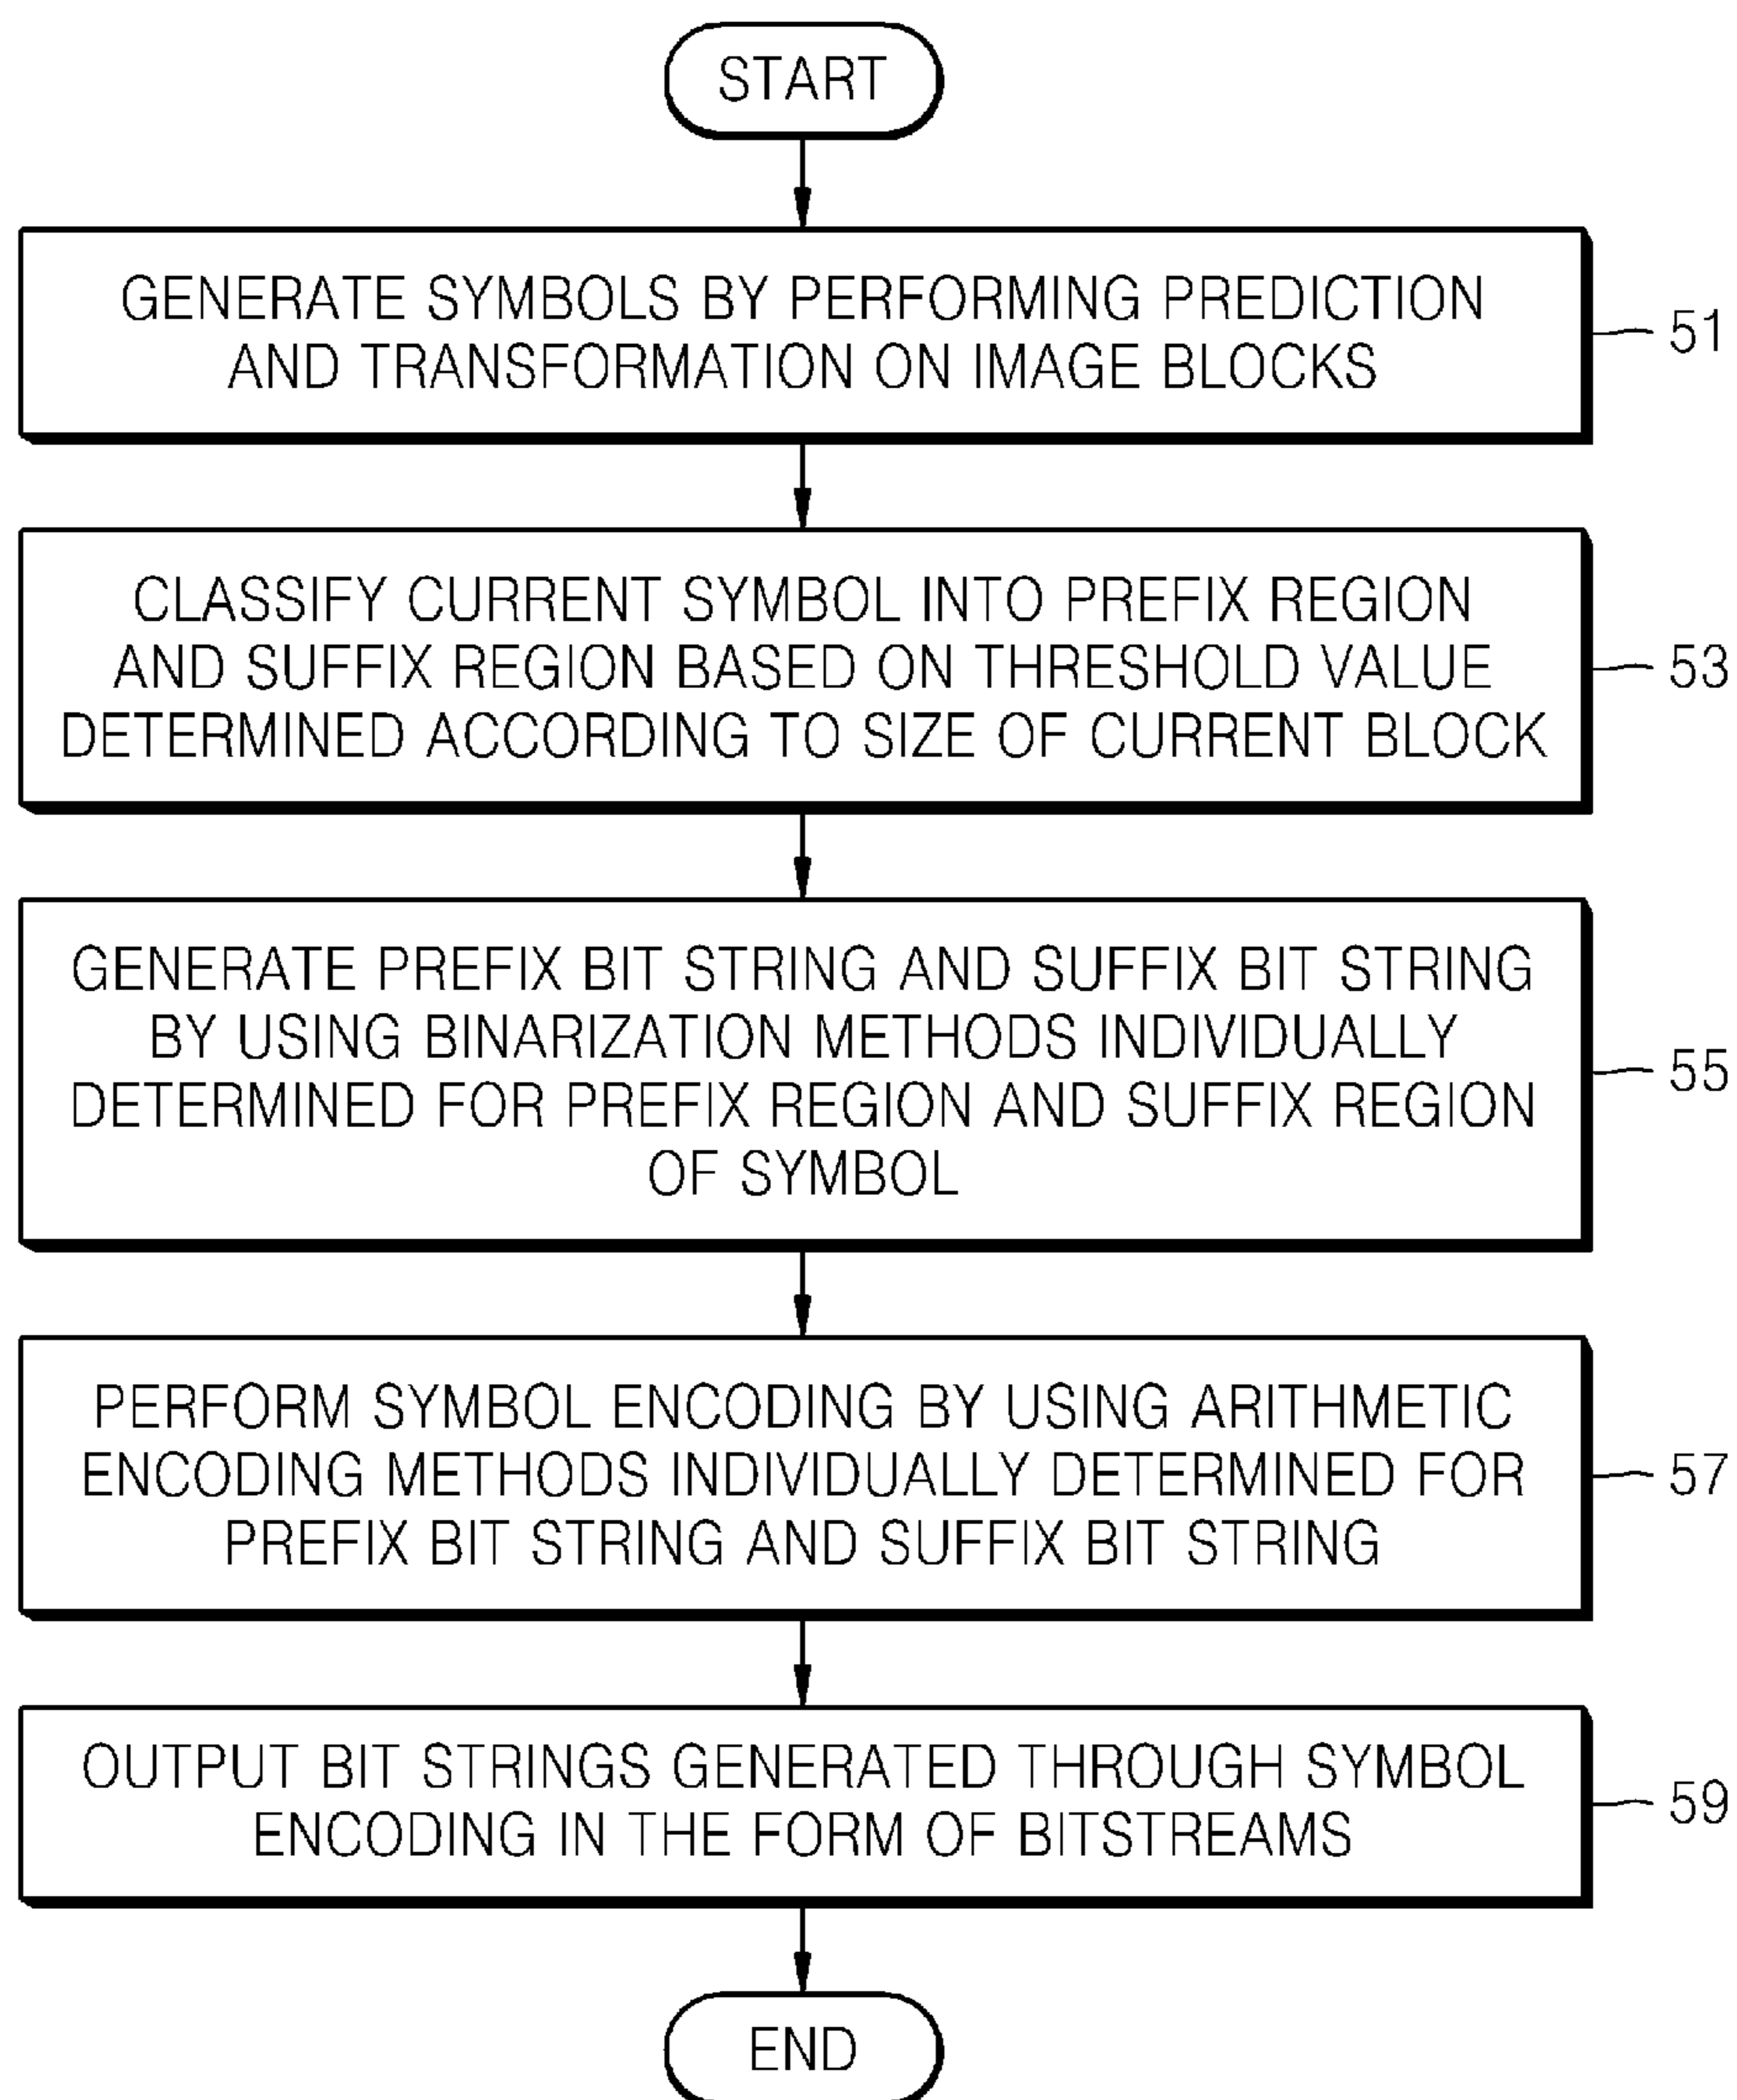 START
GENERATE SYMBOLS BY PERFORMING PREDICTION
AND TRANSFORMATION ON IMAGE BLOCKS
51
CLASSIFY CURRENT SYMBOL INTO PREFIX REGION
AND SUFFIX REGION BASED ON THRESHOLD VALUE
DETERMINED ACCORDING TO SIZE OF CURRENT BLOCK
53
GENERATE PREFIX BIT STRING AND SUFFIX BIT STRING
BY USING BINARIZATION METHODS INDIVIDUALLY
DETERMINED FOR PREFIX REGION AND SUFFIX REGION
OF SYMBOL
55
PERFORM SYMBOL ENCODING BY USING ARITHMETIC
ENCODING METHODS INDIVIDUALLY DETERMINED FOR
PREFIX BIT STRING AND SUFFIX BIT STRING
57
OUTPUT BIT STRINGS GENERATED THROUGH SYMBOL
ENCODING IN THE FORM OF BITSTREAMS
59
END